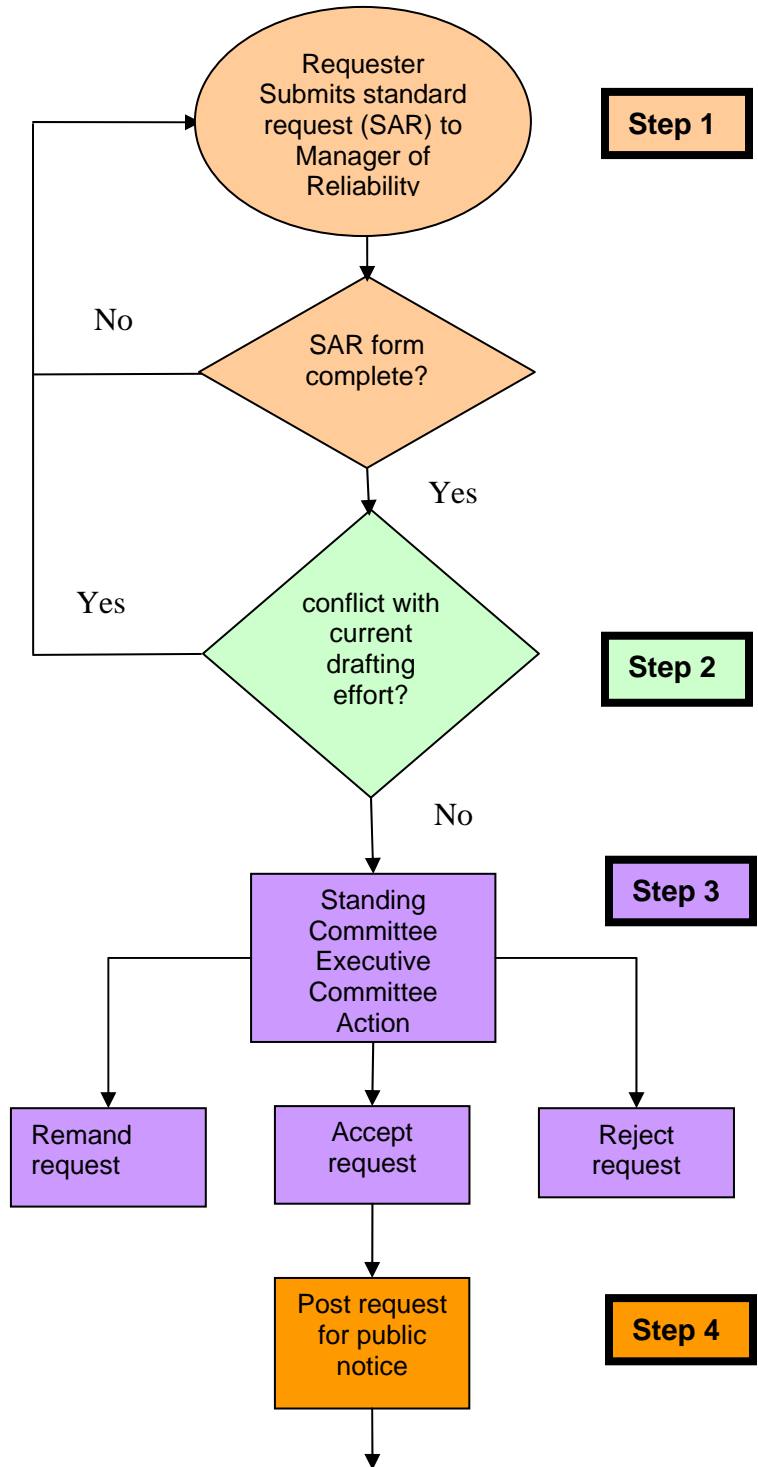 Requester
Submits standard
request (SAR) to
Manager of
Reliability
Step 1
No
SAR form
complete?
Yes
Yes
conflict with
current
drafting
effort?
Step 2
No
Standing
Committee
Executive
Committee
Action
Step 3
Remand
request
Accept
request
Reject
request
Post request
for public
notice
Step 4